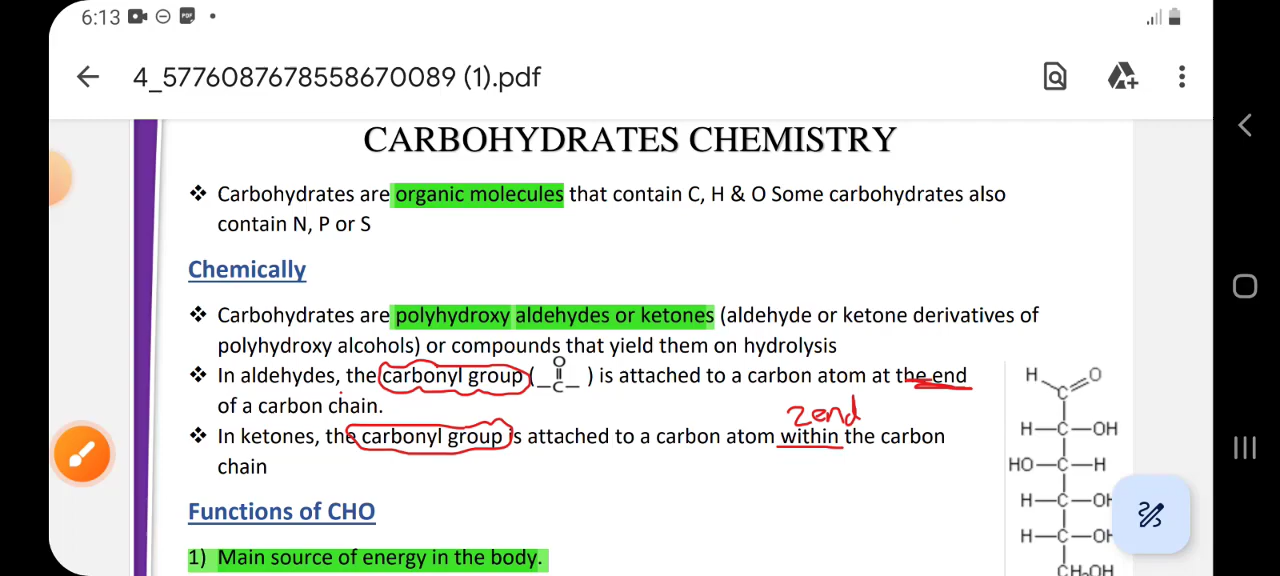 6:13
4_5776087678558670089 (1).pdf
CARBOHYDRATES CHEMISTRY
❖ Carbohydrates are organic molecules that contain C, H & O Some carbohydrates also
contain N, P or S
Chemically
❖ Carbohydrates are polyhydroxy aldehydes or ketones (aldehyde or ketone derivatives of
polyhydroxy alcohols) or compounds that yield them on hydrolysis
❖ In aldehydes, the carbonyl group ( O
–C– ) is attached to a carbon atom at the end
of a carbon chain.
2end
❖ In ketones, the carbonyl group is attached to a carbon atom within the carbon
chain
H O
C
H–C–OH
HO–C–H
H–C–OH
H–C–OH
CH₂OH
Functions of CHO
1) Main source of energy in the body.